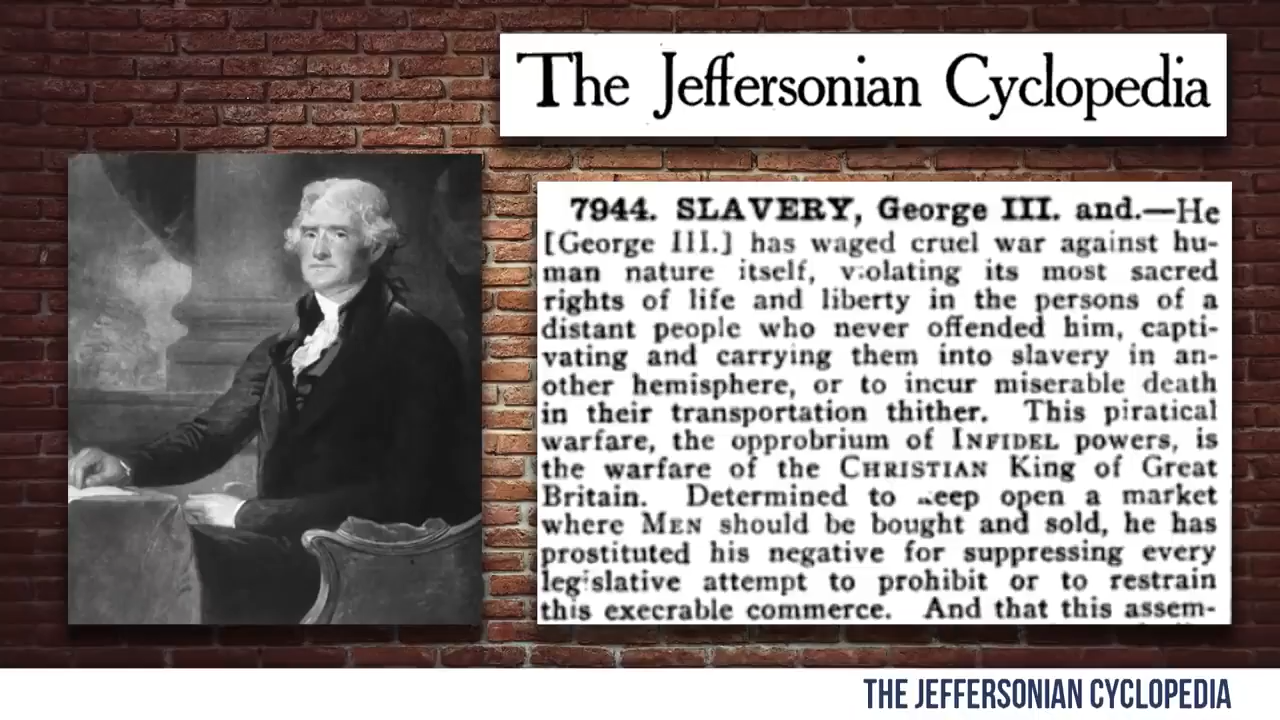 The Jeffersonian Cyclopedia
7944. SLAVERY, George III. and.—He
[George III.] has waged cruel war against hu-
man nature itself, violating its most sacred
rights of life and liberty in the persons of a
distant people who never offended him, capti-
vating and carrying them into slavery in an-
other hemisphere, or to incur miserable death
in their transportation thither. This piratical
warfare, the opprobrium of INFIDEL powers, is
the warfare of the CHRISTIAN King of Great
Britain. Determined to keep open a market
where MEN should be bought and sold, he has
prostituted his negative for suppressing every
legislative attempt to prohibit or to restrain
this execrable commerce. And that this assem-
THE JEFFERSONIAN CYCLOPEDIA